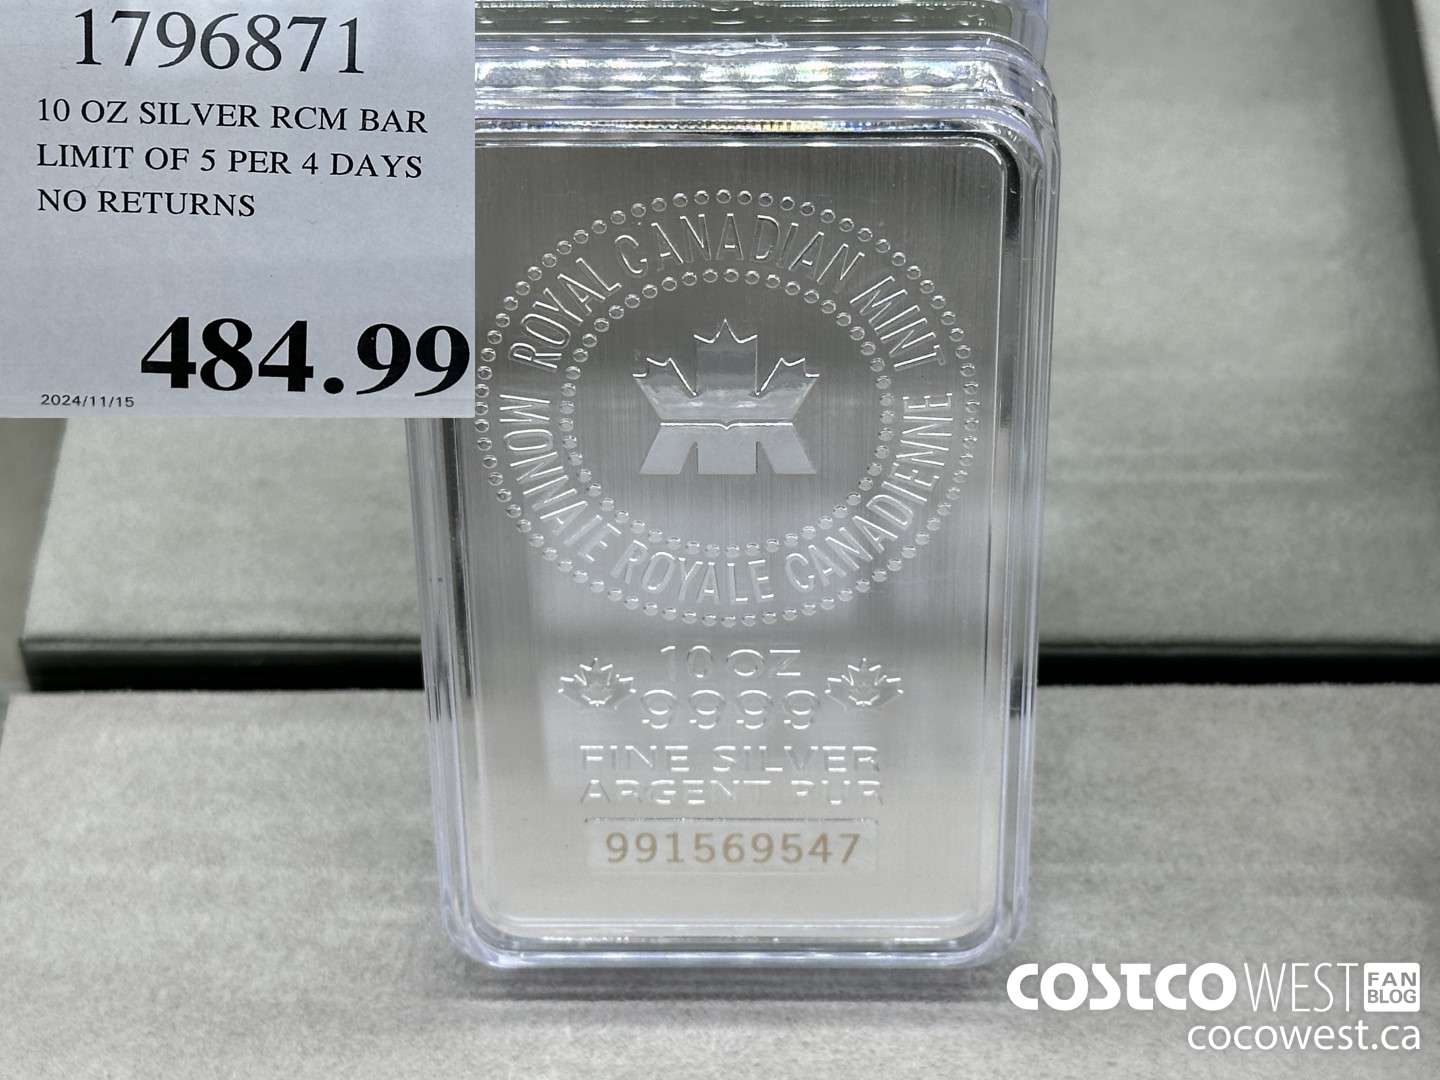 1796871
10 OZ SILVER RCM BAR
LIMIT OF 5 PER 4 DAYS
NO RETURNS
484.99
2024/11/15
ROYAL CANADIAN MINT
MONNAIE ROYALE CANADIENNE
10 OZ
9999
FINE SILVER
ARGENT PUR
991569547
COSTCO WEST FAN BLOG
cocowest.ca